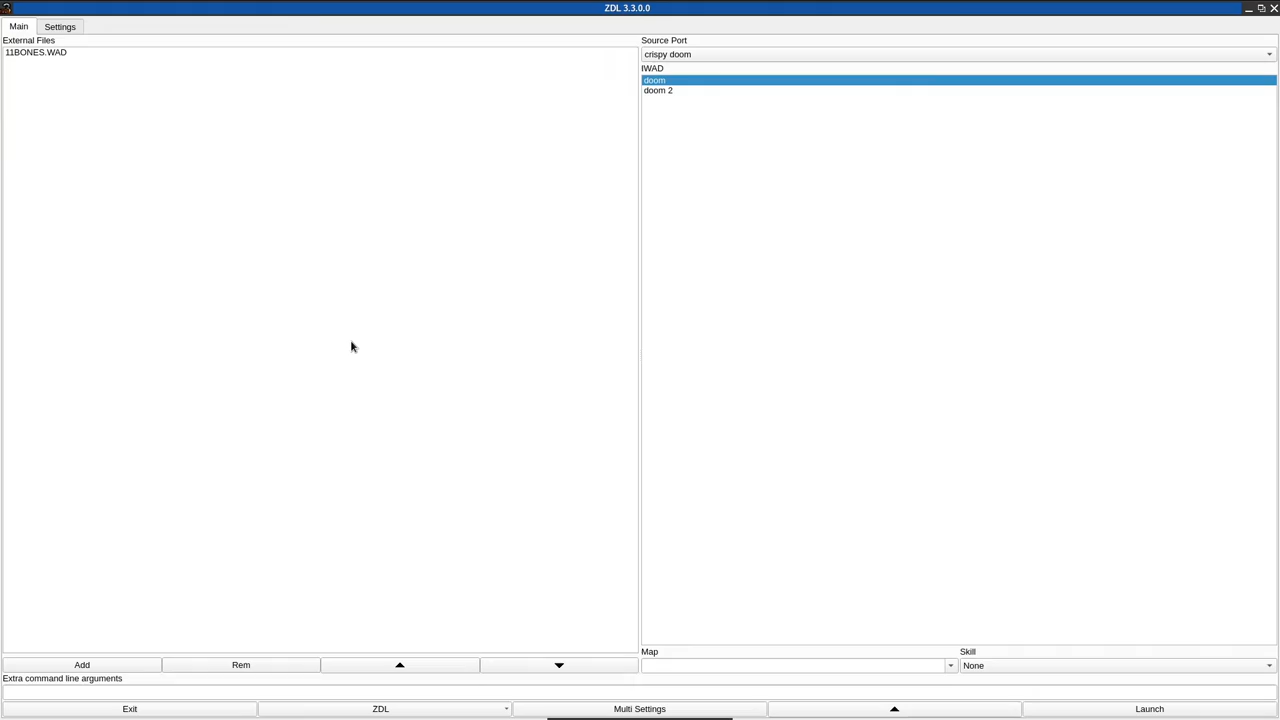 ZDL 3.3.0.0
Main
Settings
External Files
11BONES.WAD
Source Port
crispy doom
IWAD
doom
doom 2
Add
Rem
Map
Skill
None
Extra command line arguments
Exit
ZDL
Multi Settings
Launch